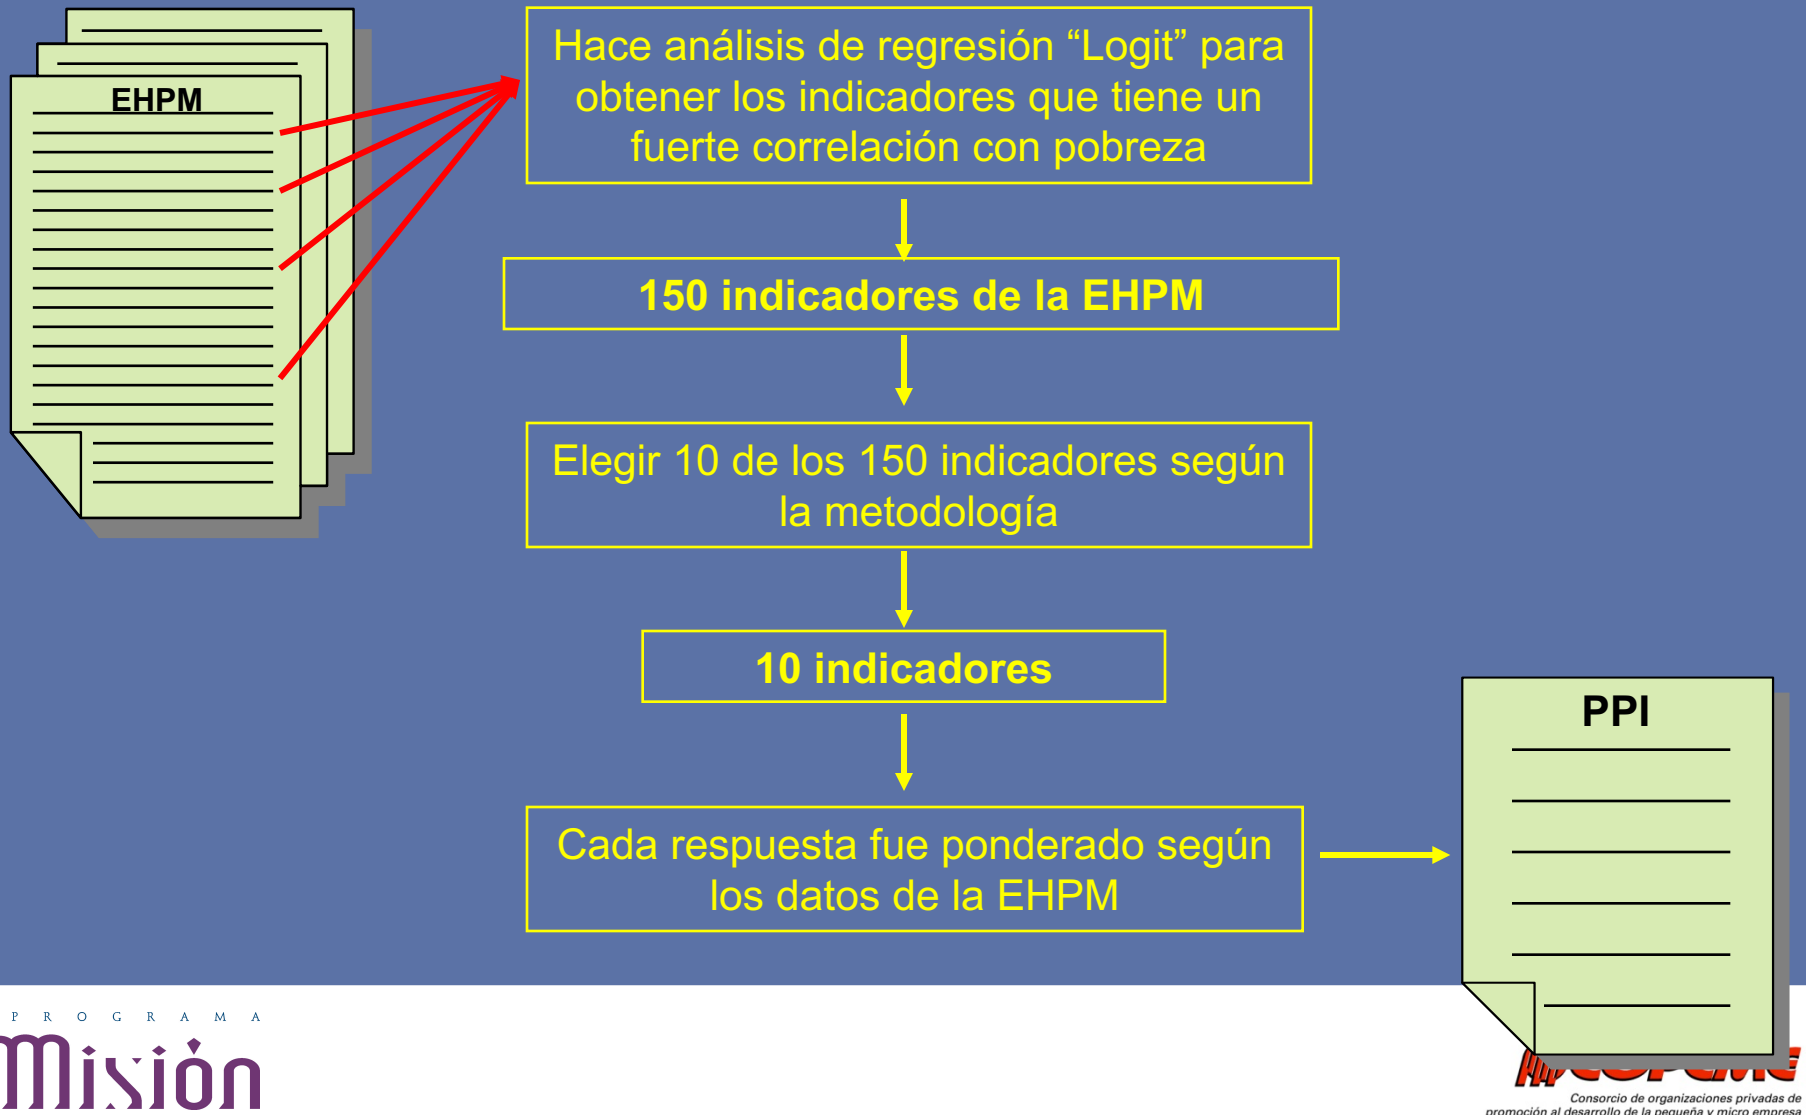 EHPM
Hace análisis de regresión “Logit” para
obtener los indicadores que tiene un
fuerte correlación con pobreza
150 indicadores de la EHPM
Elegir 10 de los 150 indicadores según
la metodología
10 indicadores
Cada respuesta fue ponderado según
los datos de la EHPM
PPI
PROGRAMA
Misión
COPEME
Consorcio de organizaciones privadas de
promoción al desarrollo de la pequeña y micro empresa